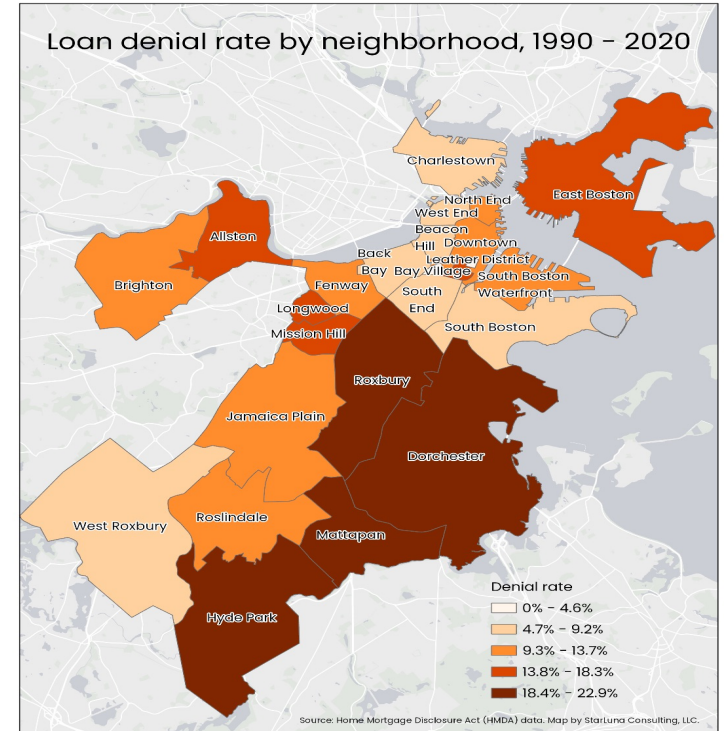 Loan denial rate by neighborhood, 1990 - 2020
Charlestown
East Boston
North End
West End
Beacon
Hill
Downtown
Allston
Back
Bay
Bay Village
Leather District
Brighton
Fenway
South Boston
Waterfront
South
End
Longwood
South Boston
Mission Hill
Roxbury
Jamaica Plain
Dorchester
Roslindale
West Roxbury
Mattapan
Hyde Park
Denial rate
0% - 4.6%
4.7% - 9.2%
9.3% - 13.7%
13.8% - 18.3%
18.4% - 22.9%
Source: Home Mortgage Disclosure Act (HMDA) data. Map by StarLuna Consulting, LLC.